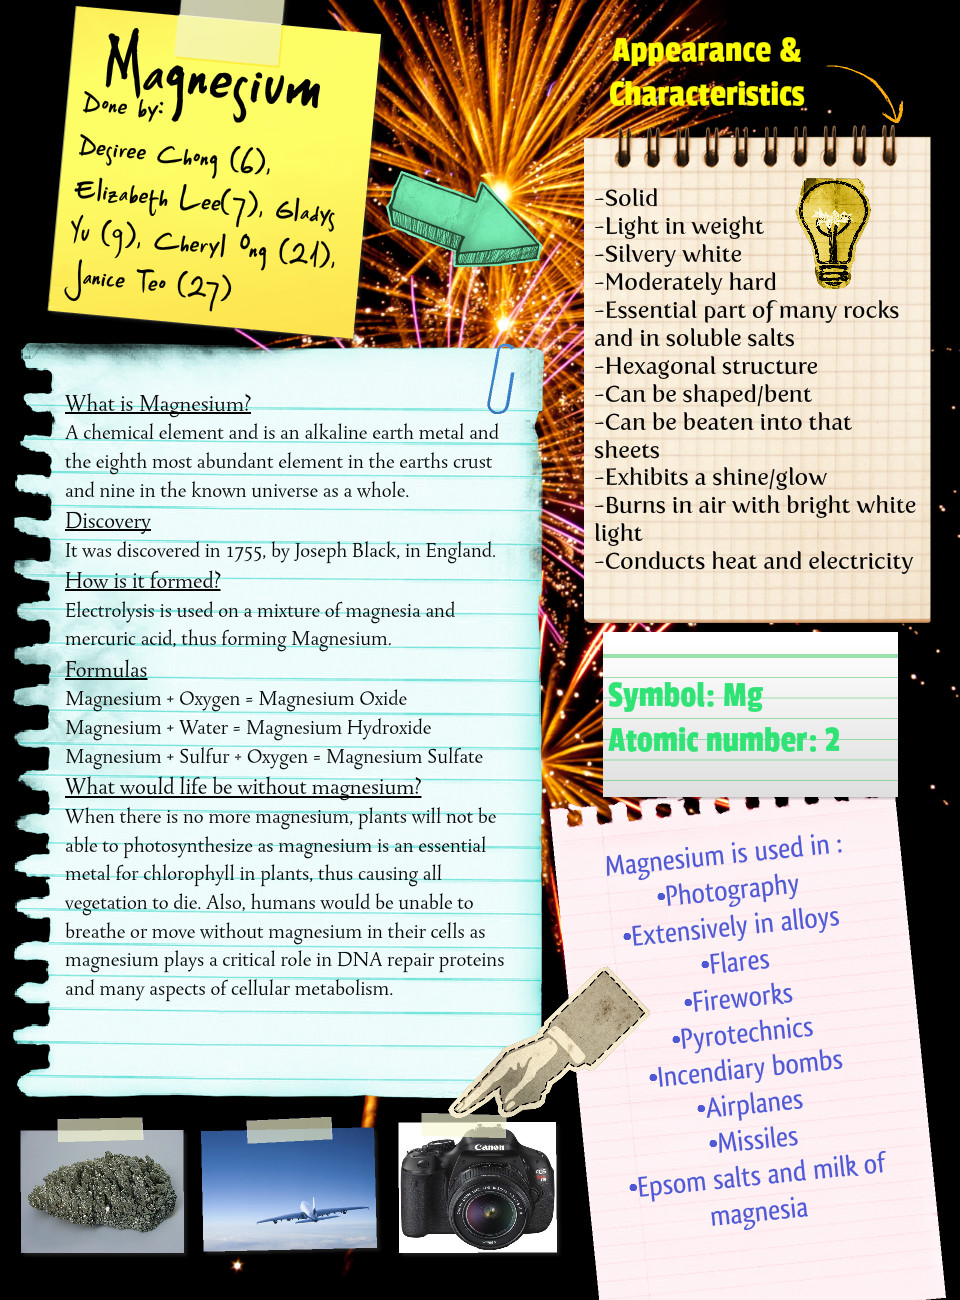 Magnesium
Done by:
Desiree Chong (6),
Elizabeth Lee(7), Gladys
Yu (9), Cheryl Ong (21),
Janice Teo (27)
Appearance &
Characteristics
-Solid
-Light in weight
-Silvery white
-Moderately hard
-Essential part of many rocks
and in soluble salts
-Hexagonal structure
-Can be shaped/bent
-Can be beaten into that
sheets
-Exhibits a shine/glow
-Burns in air with bright white
light
-Conducts heat and electricity
What is Magnesium?
A chemical element and is an alkaline earth metal and
the eighth most abundant element in the earths crust
and nine in the known universe as a whole.
Discovery
It was discovered in 1755, by Joseph Black, in England.
How is it formed?
Electrolysis is used on a mixture of magnesia and
mercuric acid, thus forming Magnesium.
Formulas
Magnesium + Oxygen = Magnesium Oxide
Magnesium + Water = Magnesium Hydroxide
Magnesium + Sulfur + Oxygen = Magnesium Sulfate
What would life be without magnesium?
When there is no more magnesium, plants will not be
able to photosynthesize as magnesium is an essential
metal for chlorophyll in plants, thus causing all
vegetation to die. Also, humans would be unable to
breathe or move without magnesium in their cells as
magnesium plays a critical role in DNA repair proteins
and many aspects of cellular metabolism.
Symbol: Mg
Atomic number: 2
Magnesium is used in :
•Photography
•Extensively in alloys
•Flares
•Fireworks
•Pyrotechnics
•Incendiary bombs
•Airplanes
•Missiles
•Epsom salts and milk of
magnesia
Canon